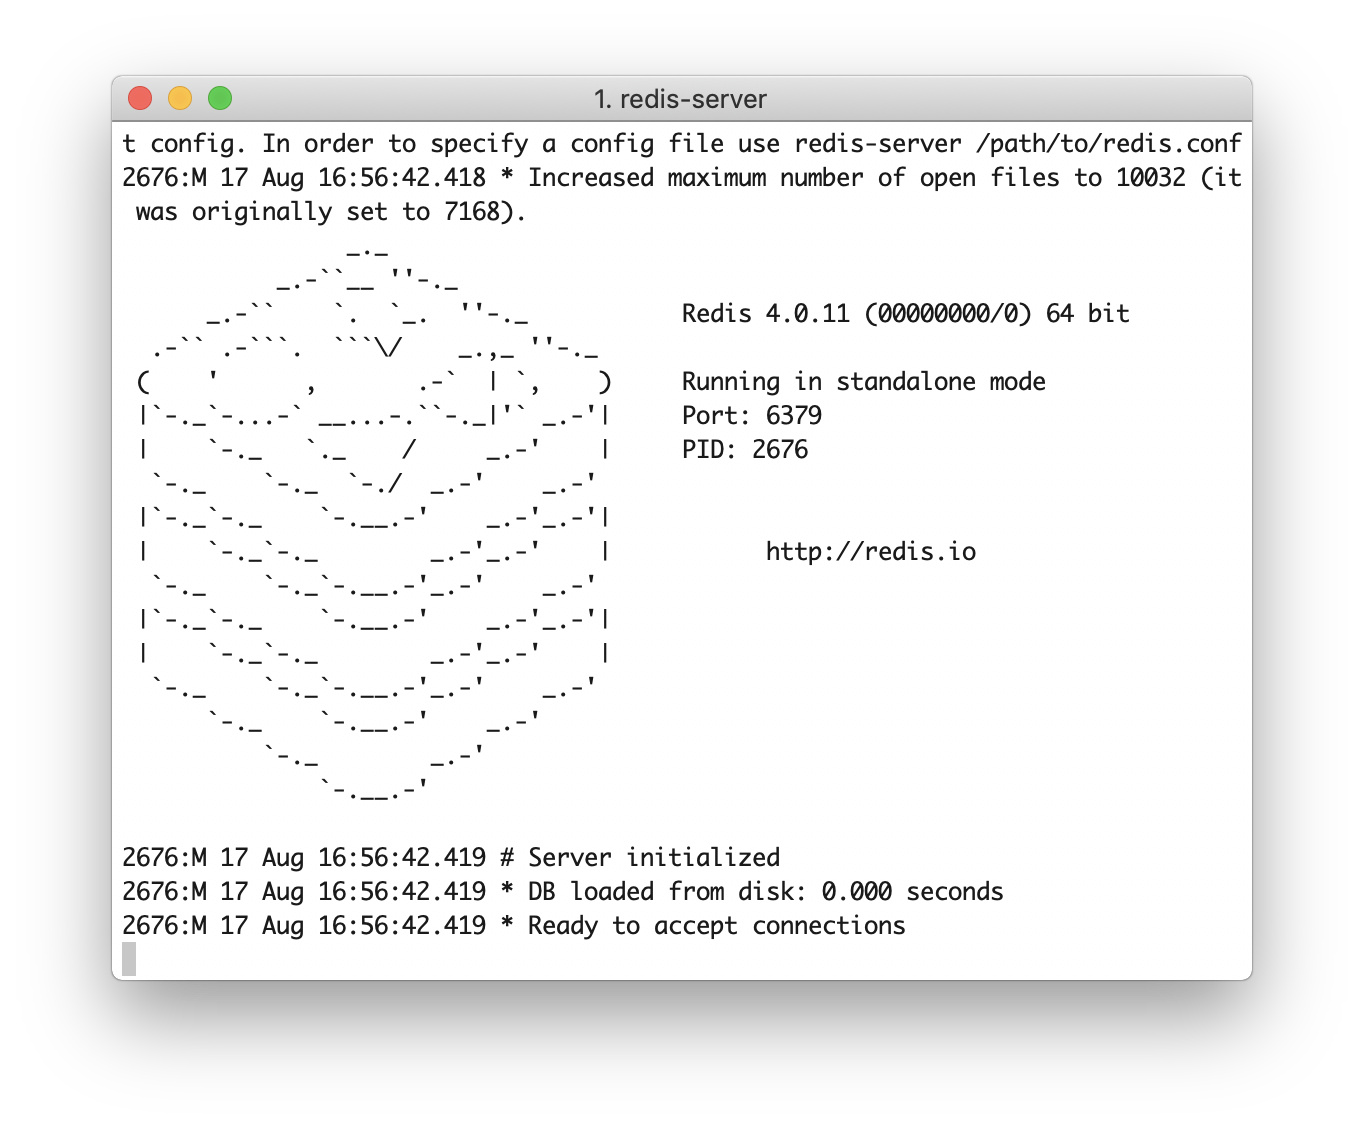 1. redis-server
t config. In order to specify a config file use redis-server /path/to/redis.conf
2676:M 17 Aug 16:56:42.418 * Increased maximum number of open files to 10032 (it
 was originally set to 7168).
                _._
           _.-``__ ''-._
      _.-``    `.  `_.  ''-._           Redis 4.0.11 (00000000/0) 64 bit
  .-`` .-```.  ```\/    _.,_ ''-._
 (    '      ,       .-`  | `,    )     Running in standalone mode
 |`-._`-...-` __...-.``-._|'` _.-'|     Port: 6379
 |    `-._   `._    /     _.-'    |     PID: 2676
  `-._    `-._  `-./  _.-'    _.-'
 |`-._`-._    `-.__.-'    _.-'_.-'|
 |    `-._`-._        _.-'_.-'    |           http://redis.io
  `-._    `-._`-.__.-'_.-'    _.-'
 |`-._`-._    `-.__.-'    _.-'_.-'|
 |    `-._`-._        _.-'_.-'    |
  `-._    `-._`-.__.-'_.-'    _.-'
      `-._    `-.__.-'    _.-'
          `-._        _.-'
              `-.__.-'
2676:M 17 Aug 16:56:42.419 # Server initialized
2676:M 17 Aug 16:56:42.419 * DB loaded from disk: 0.000 seconds
2676:M 17 Aug 16:56:42.419 * Ready to accept connections